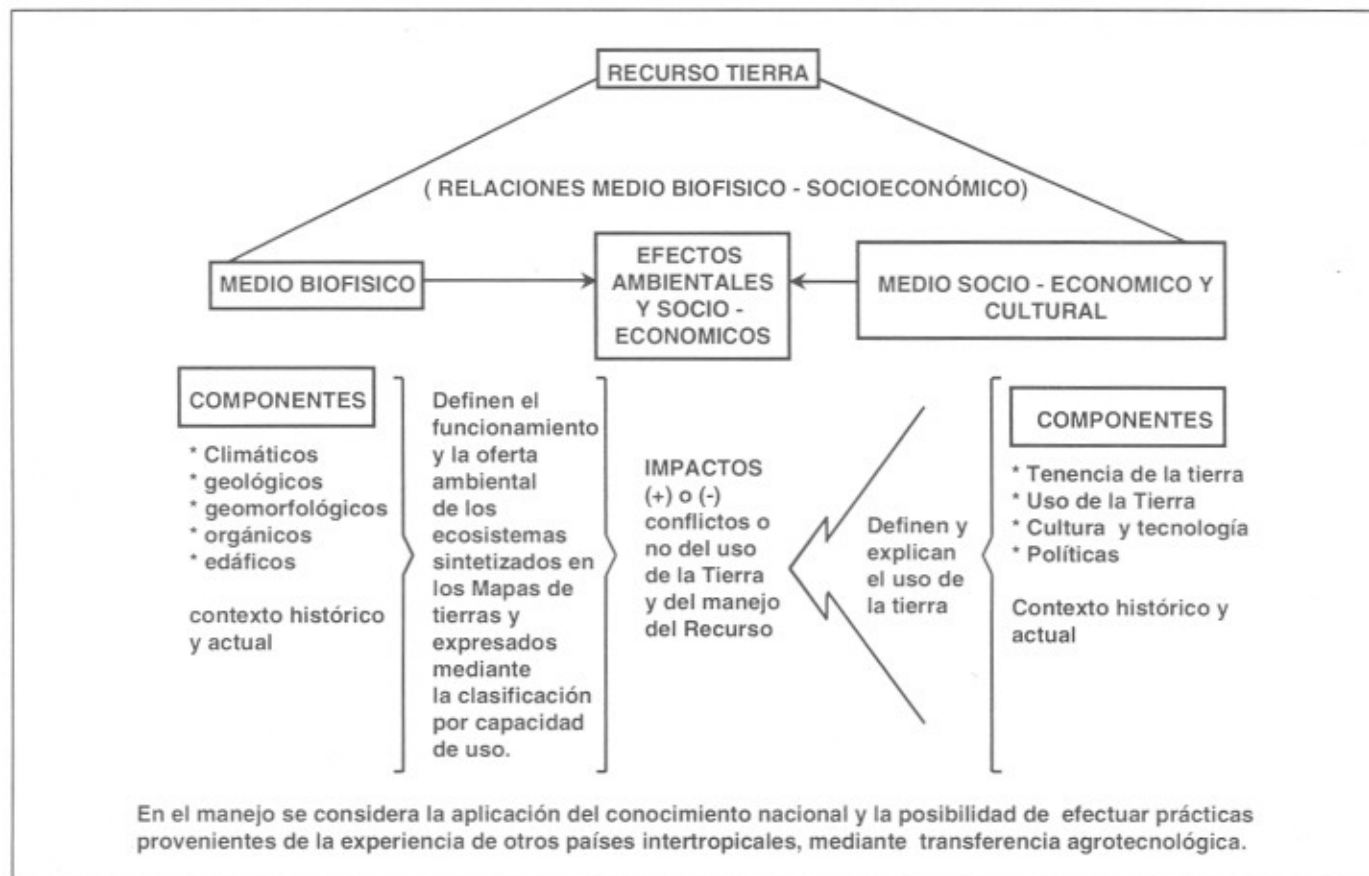 RECURSO TIERRA
( RELACIONES MEDIO BIOFISICO - SOCIOECONÓMICO)
MEDIO BIOFISICO
EFECTOS
AMBIENTALES
Y SOCIO -
ECONOMICOS
MEDIO SOCIO - ECONOMICO Y
CULTURAL
COMPONENTES
* Climáticos
* geológicos
* geomorfológicos
* orgánicos
* edáficos
contexto histórico
y actual
Definen el
funcionamiento
y la oferta
ambiental
de los
ecosistemas
sintetizados en
los Mapas de
tierras y
expresados
mediante
la clasificación
por capacidad
de uso.
IMPACTOS
(+) o (-)
conflictos o
no del uso
de la Tierra
y del manejo
del Recurso
Definen y
explican
el uso de
la tierra
COMPONENTES
* Tenencia de la tierra
* Uso de la Tierra
* Cultura y tecnología
* Políticas
Contexto histórico y
actual
En el manejo se considera la aplicación del conocimiento nacional y la posibilidad de efectuar prácticas
provenientes de la experiencia de otros países intertropicales, mediante transferencia agrotecnológica.